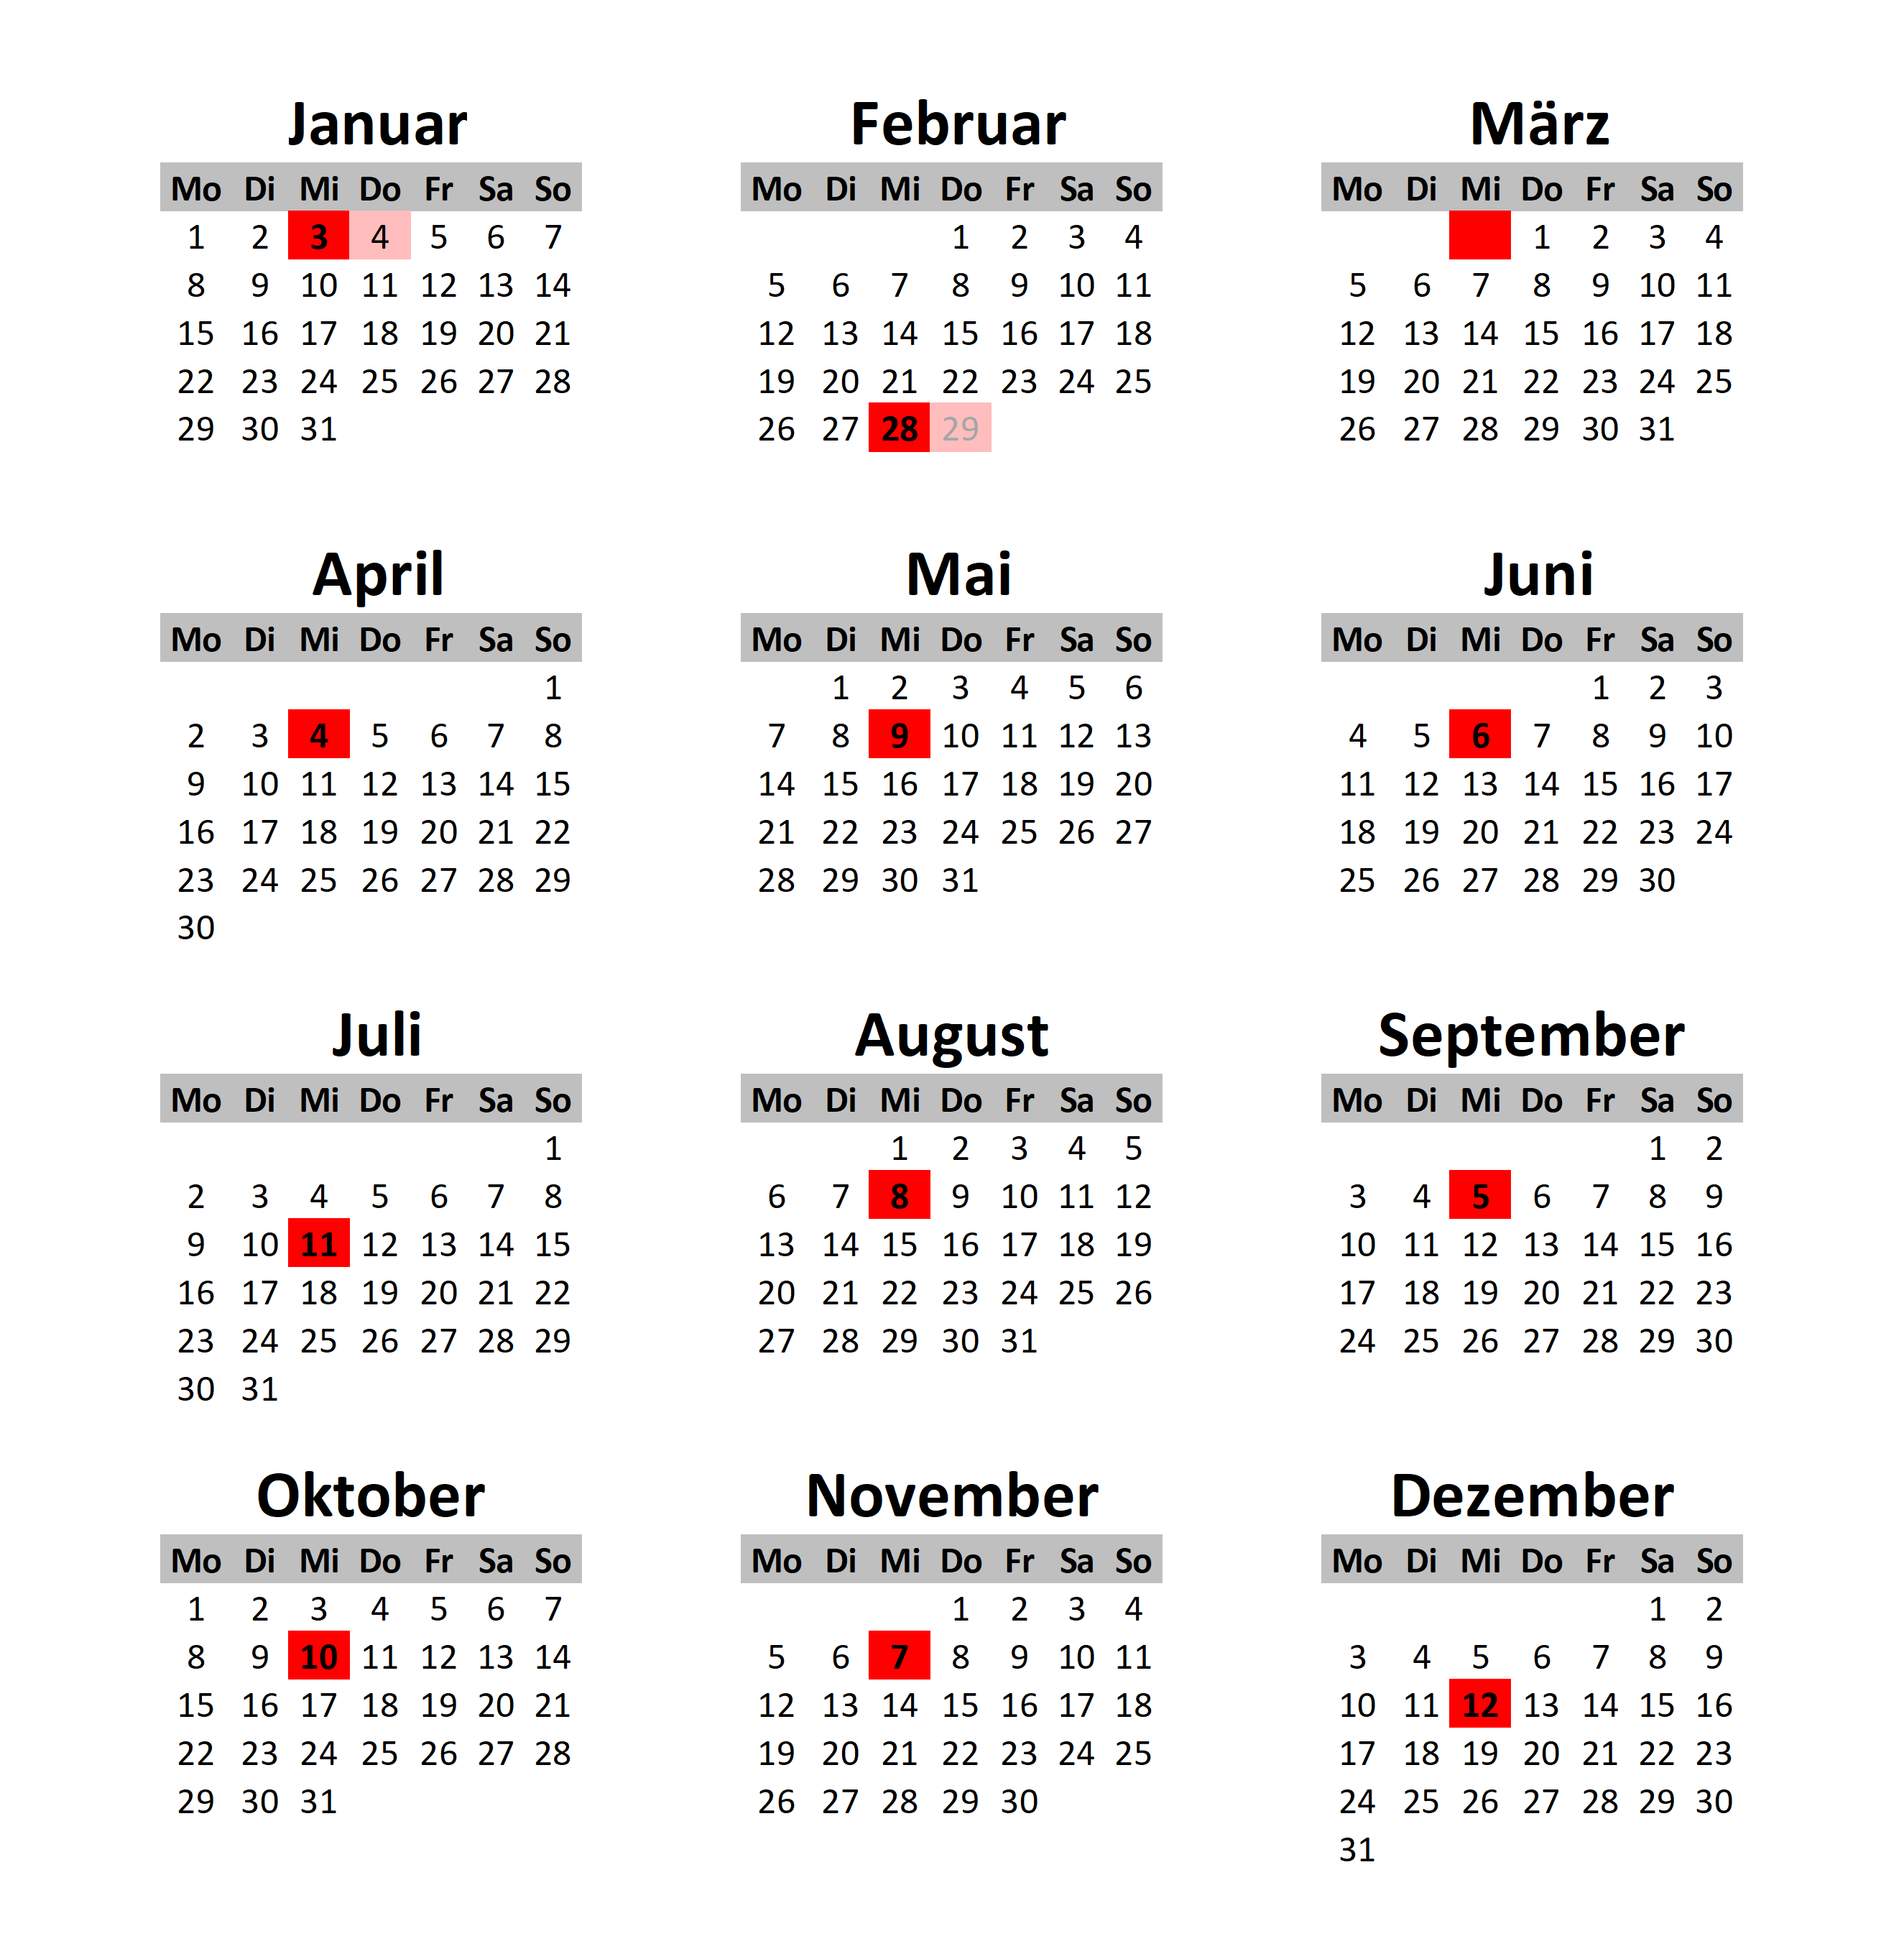 Januar
Mo Di Mi Do Fr Sa So
1 2 3 4 5 6 7
8 9 10 11 12 13 14
15 16 17 18 19 20 21
22 23 24 25 26 27 28
29 30 31
Februar
Mo Di Mi Do Fr Sa So
1 2 3 4
5 6 7 8 9 10 11
12 13 14 15 16 17 18
19 20 21 22 23 24 25
26 27 28 29
März
Mo Di Mi Do Fr Sa So
1 2 3 4
5 6 7 8 9 10 11
12 13 14 15 16 17 18
19 20 21 22 23 24 25
26 27 28 29 30 31
April
Mo Di Mi Do Fr Sa So
1
2 3 4 5 6 7 8
9 10 11 12 13 14 15
16 17 18 19 20 21 22
23 24 25 26 27 28 29
30
Mai
Mo Di Mi Do Fr Sa So
1 2 3 4 5 6
7 8 9 10 11 12 13
14 15 16 17 18 19 20
21 22 23 24 25 26 27
28 29 30 31
Juni
Mo Di Mi Do Fr Sa So
1 2 3
4 5 6 7 8 9 10
11 12 13 14 15 16 17
18 19 20 21 22 23 24
25 26 27 28 29 30
Juli
Mo Di Mi Do Fr Sa So
1
2 3 4 5 6 7 8
9 10 11 12 13 14 15
16 17 18 19 20 21 22
23 24 25 26 27 28 29
30 31
August
Mo Di Mi Do Fr Sa So
1 2 3 4 5
6 7 8 9 10 11 12
13 14 15 16 17 18 19
20 21 22 23 24 25 26
27 28 29 30 31
September
Mo Di Mi Do Fr Sa So
1 2
3 4 5 6 7 8 9
10 11 12 13 14 15 16
17 18 19 20 21 22 23
24 25 26 27 28 29 30
Oktober
Mo Di Mi Do Fr Sa So
1 2 3 4 5 6 7
8 9 10 11 12 13 14
15 16 17 18 19 20 21
22 23 24 25 26 27 28
29 30 31
November
Mo Di Mi Do Fr Sa So
1 2 3 4
5 6 7 8 9 10 11
12 13 14 15 16 17 18
19 20 21 22 23 24 25
26 27 28 29 30
Dezember
Mo Di Mi Do Fr Sa So
1 2
3 4 5 6 7 8 9
10 11 12 13 14 15 16
17 18 19 20 21 22 23
24 25 26 27 28 29 30
31